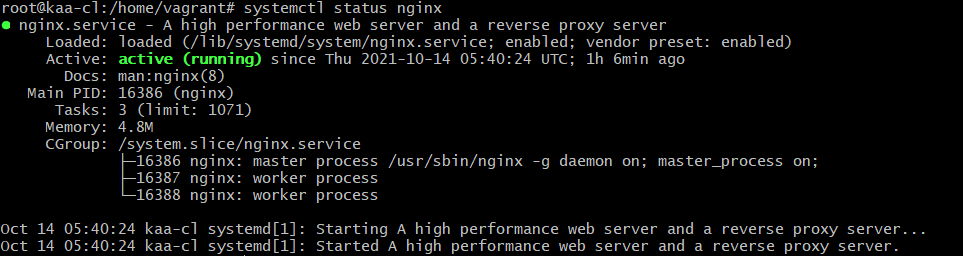 root@kaa-cl:/home/vagrant# systemctl status nginx
● nginx.service - A high performance web server and a reverse proxy server
   Loaded: loaded (/lib/systemd/system/nginx.service; enabled; vendor preset: enabled)
   Active: active (running) since Thu 2021-10-14 05:40:24 UTC; 1h 6min ago
     Docs: man:nginx(8)
 Main PID: 16386 (nginx)
    Tasks: 3 (limit: 1071)
   Memory: 4.8M
   CGroup: /system.slice/nginx.service
           ├─16386 nginx: master process /usr/sbin/nginx -g daemon on; master_process on;
           ├─16387 nginx: worker process
           └─16388 nginx: worker process
Oct 14 05:40:24 kaa-cl systemd[1]: Starting A high performance web server and a reverse proxy server...
Oct 14 05:40:24 kaa-cl systemd[1]: Started A high performance web server and a reverse proxy server.